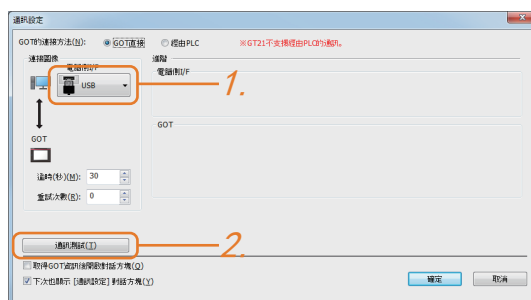 通訊設定
GOT的連接方法(N): GOT直接 經由PLC ※GT21不支援經由PLC的通訊。
連接圖像 進階
電腦側I/F 電腦側I/F
USB 1.
GOT
GOT
逾時(秒)(M): 30
重試次數(R): 0
通訊測試(T) 2.
取得GOT資訊後開啟對話方塊(O)
下次也顯示 [通訊設定] 對話方塊(Y)
確定 取消